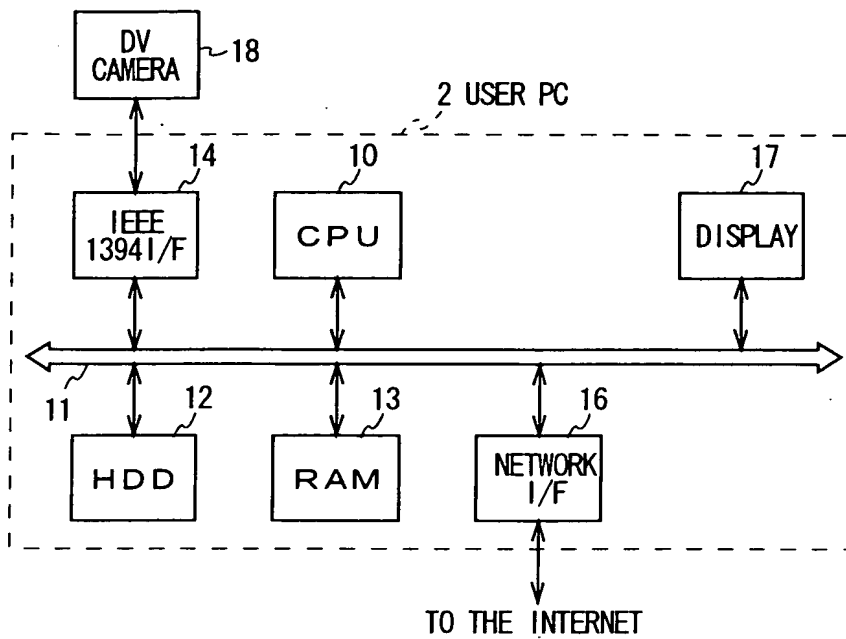 DV
CAMERA
18
2 USER PC
14
10
17
IEEE
1394I/F
CPU
DISPLAY
11
12
13
16
HDD
RAM
NETWORK
I/F
TO THE INTERNET